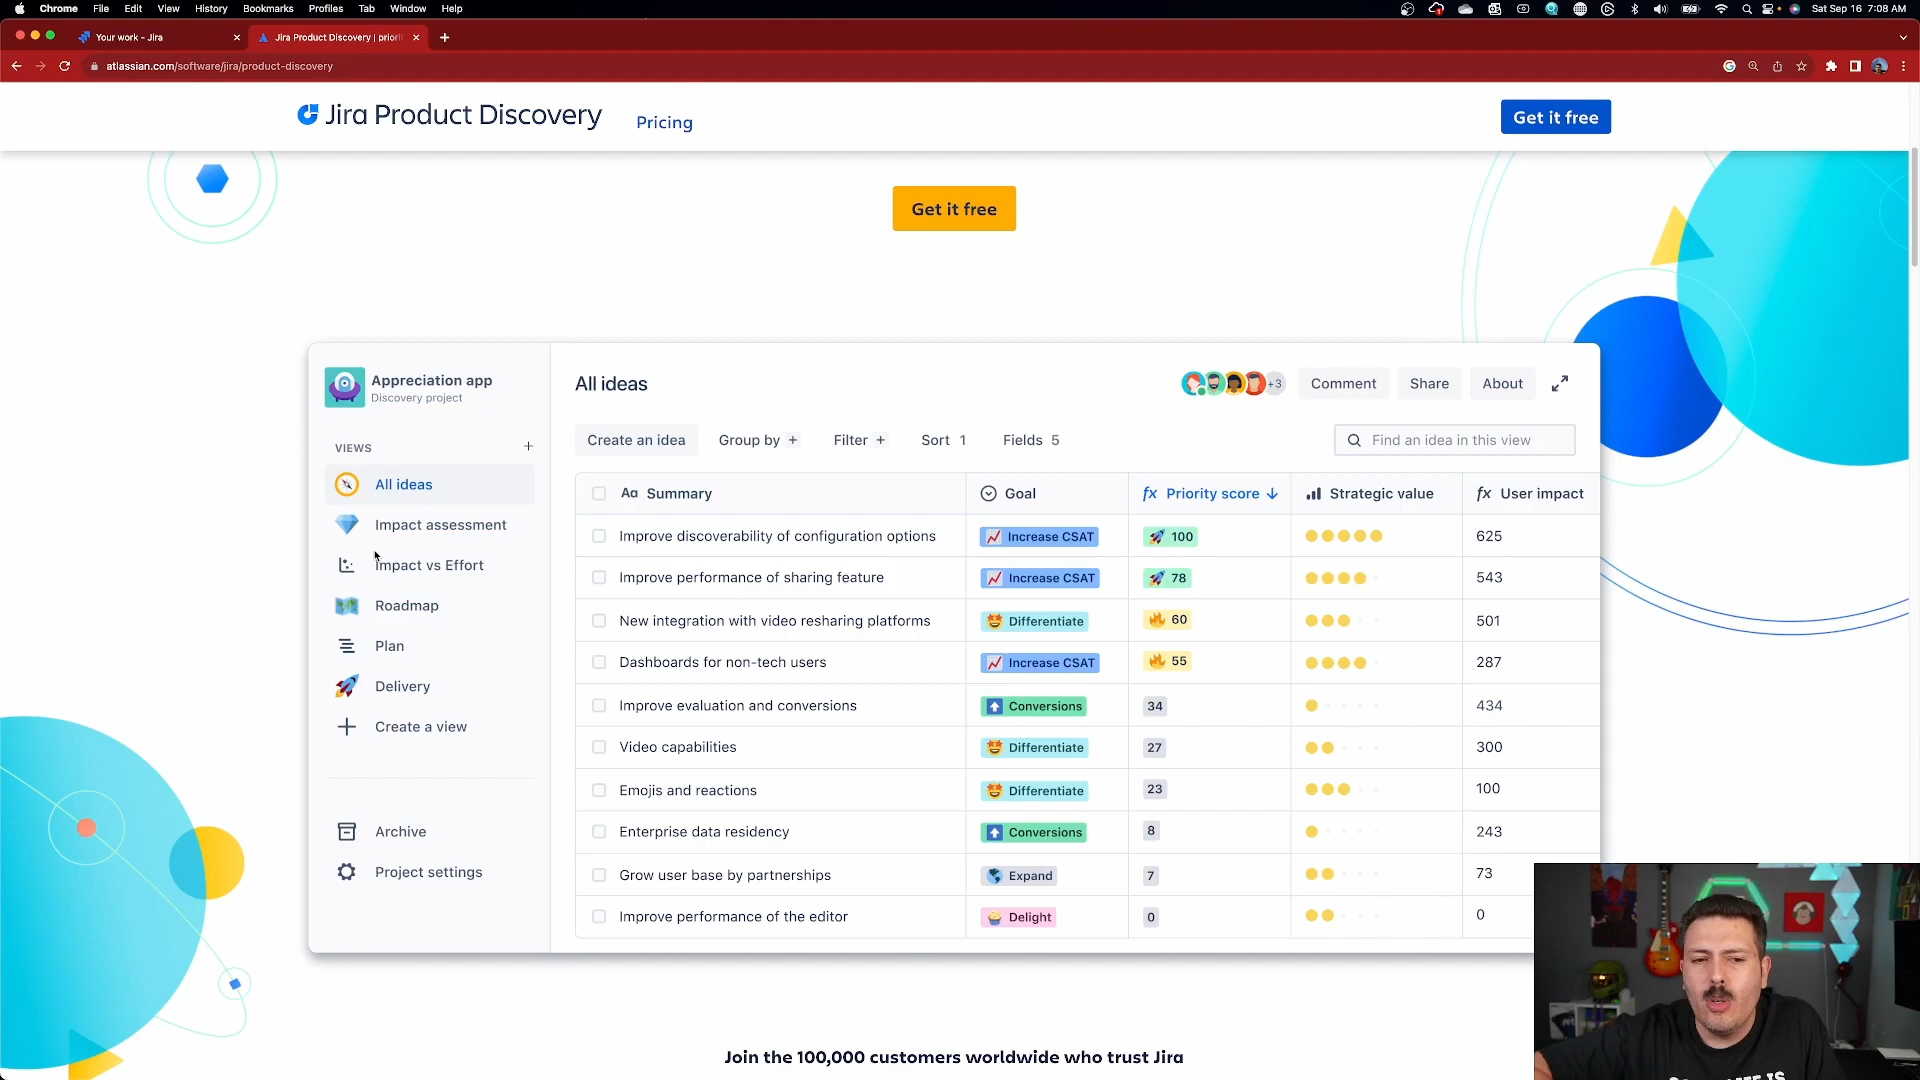 Chrome File Edit View History Bookmarks Profiles Tab Window Help
Sat Sep 16 7:08 AM
Your work - Jira
Jira Product Discovery | priori
atlassian.com/software/jira/product-discovery
Jira Product Discovery
Pricing
Get it free
Get it free
Appreciation app
Discovery project
VIEWS
All ideas
Impact assessment
Impact vs Effort
Roadmap
Plan
Delivery
Create a view
Archive
Project settings
All ideas
+3
Comment
Share
About
Create an idea
Group by +
Filter +
Sort 1
Fields 5
Find an idea in this view
Aa Summary Goal fx Priority score Strategic value fx User impact
Improve discoverability of configuration options Increase CSAT 100 625
Improve performance of sharing feature Increase CSAT 78 543
New integration with video resharing platforms Differentiate 60 501
Dashboards for non-tech users Increase CSAT 55 287
Improve evaluation and conversions Conversions 34 434
Video capabilities Differentiate 27 300
Emojis and reactions Differentiate 23 100
Enterprise data residency Conversions 8 243
Grow user base by partnerships Expand 7 73
Improve performance of the editor Delight 0 0
Join the 100,000 customers worldwide who trust Jira